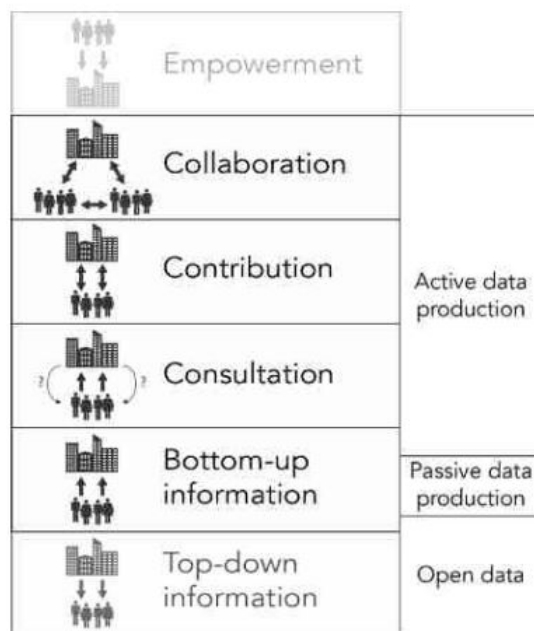 Empowerment
Collaboration
Contribution
Active data
production
?
?
Consultation
Bottom-up
information
Passive data
production
Top-down
information
Open data